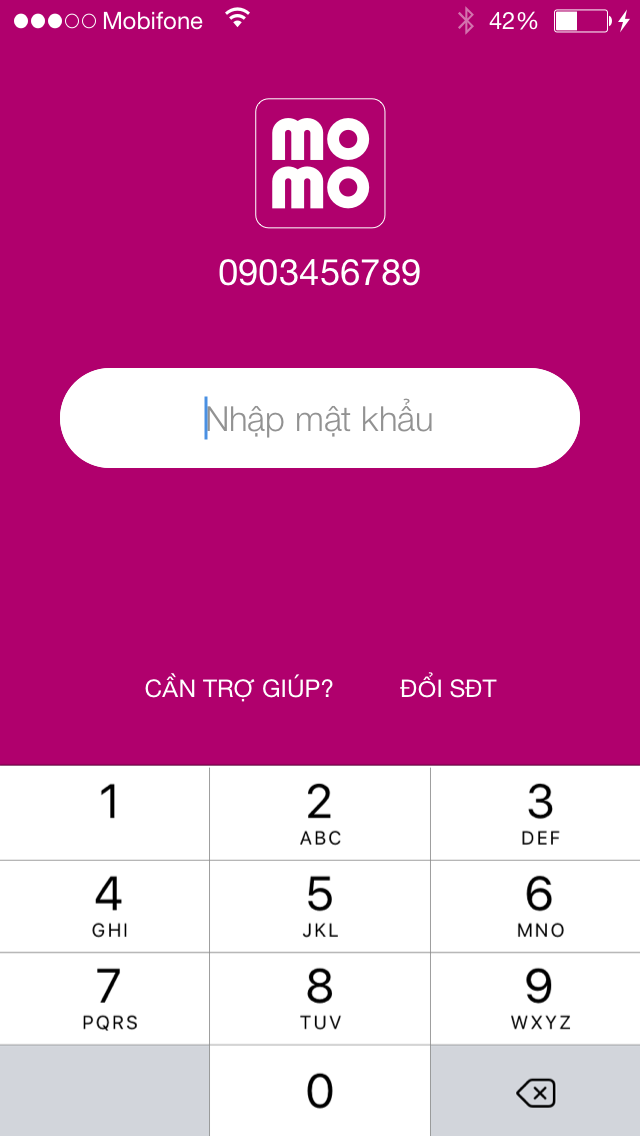 Mobifone 42%
mo
mo
0903456789
Nhập mật khẩu
CẦN TRỢ GIÚP? ĐỔI SĐT
1 2 3
ABC DEF
4 5 6
GHI JKL MNO
7 8 9
PQRS TUV WXYZ
0